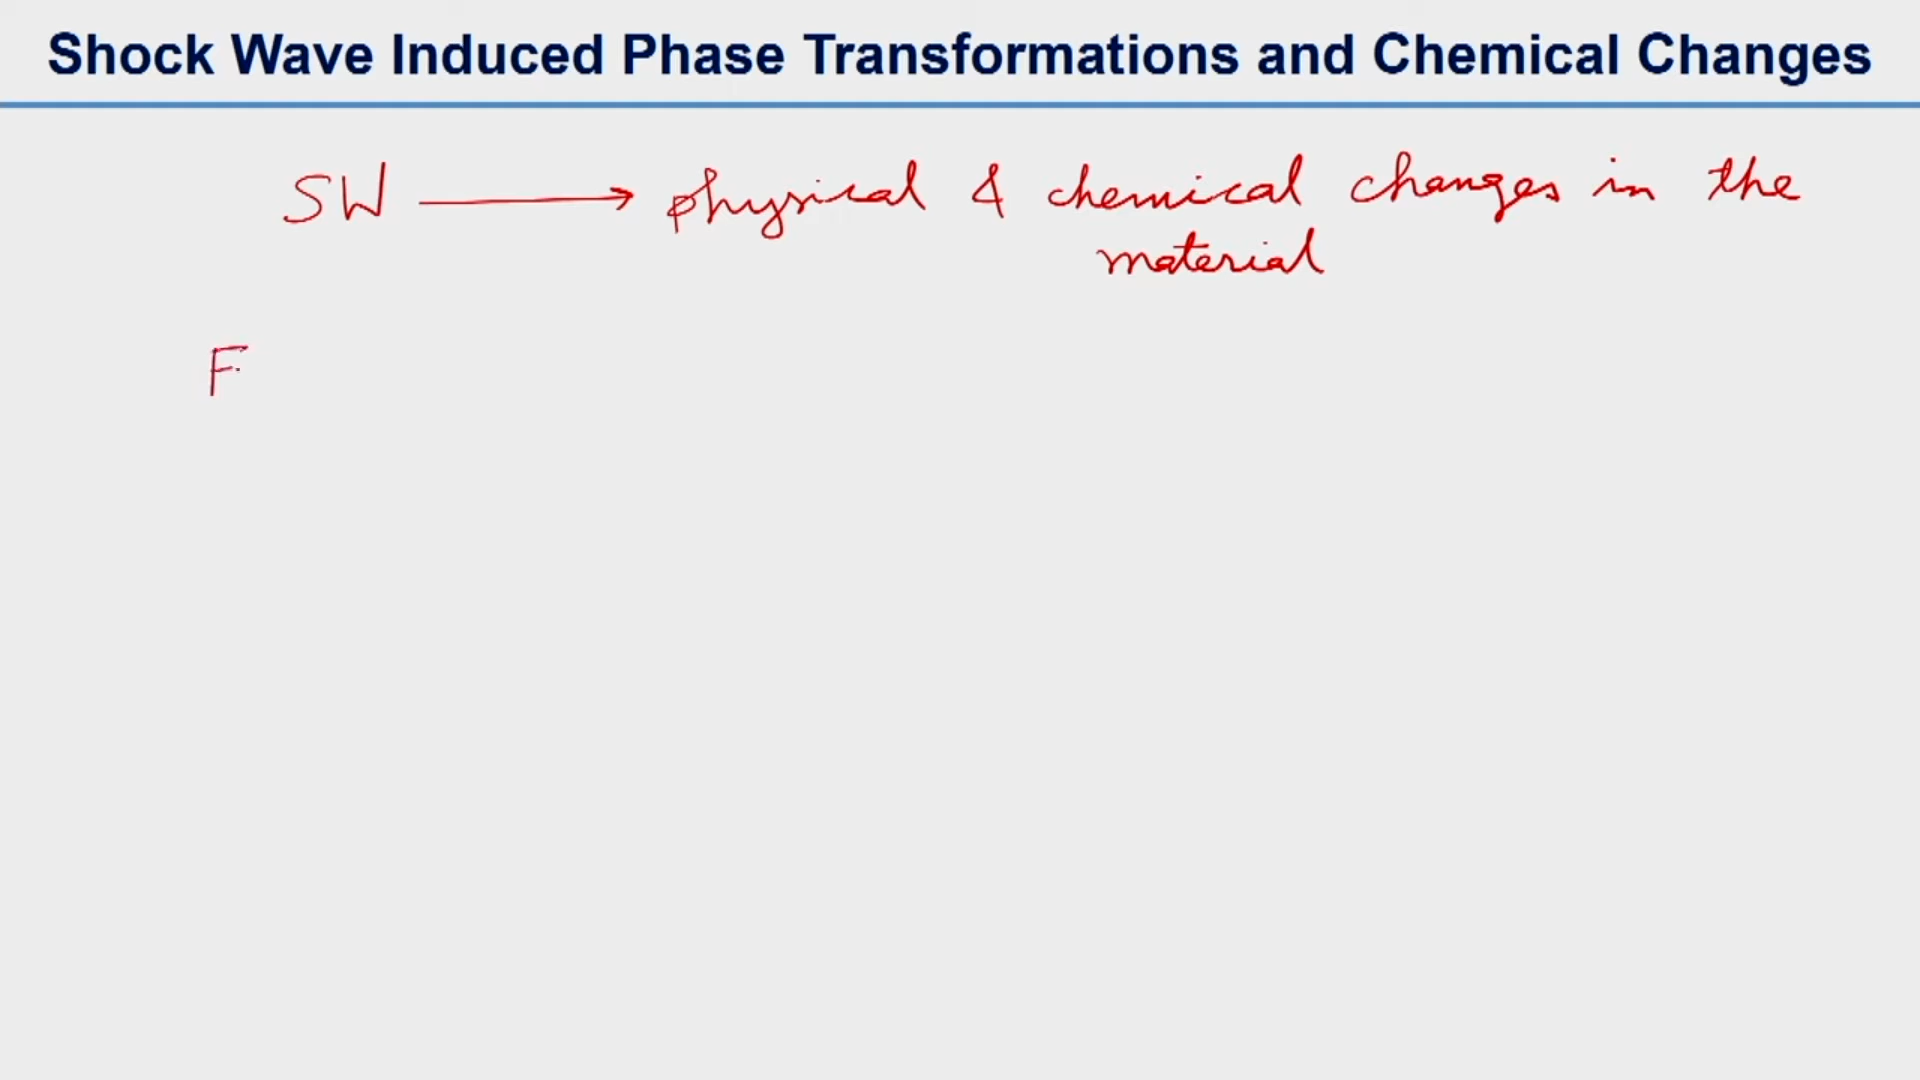 Shock Wave Induced Phase Transformations and Chemical Changes
SW → physical & chemical changes in the
material
F